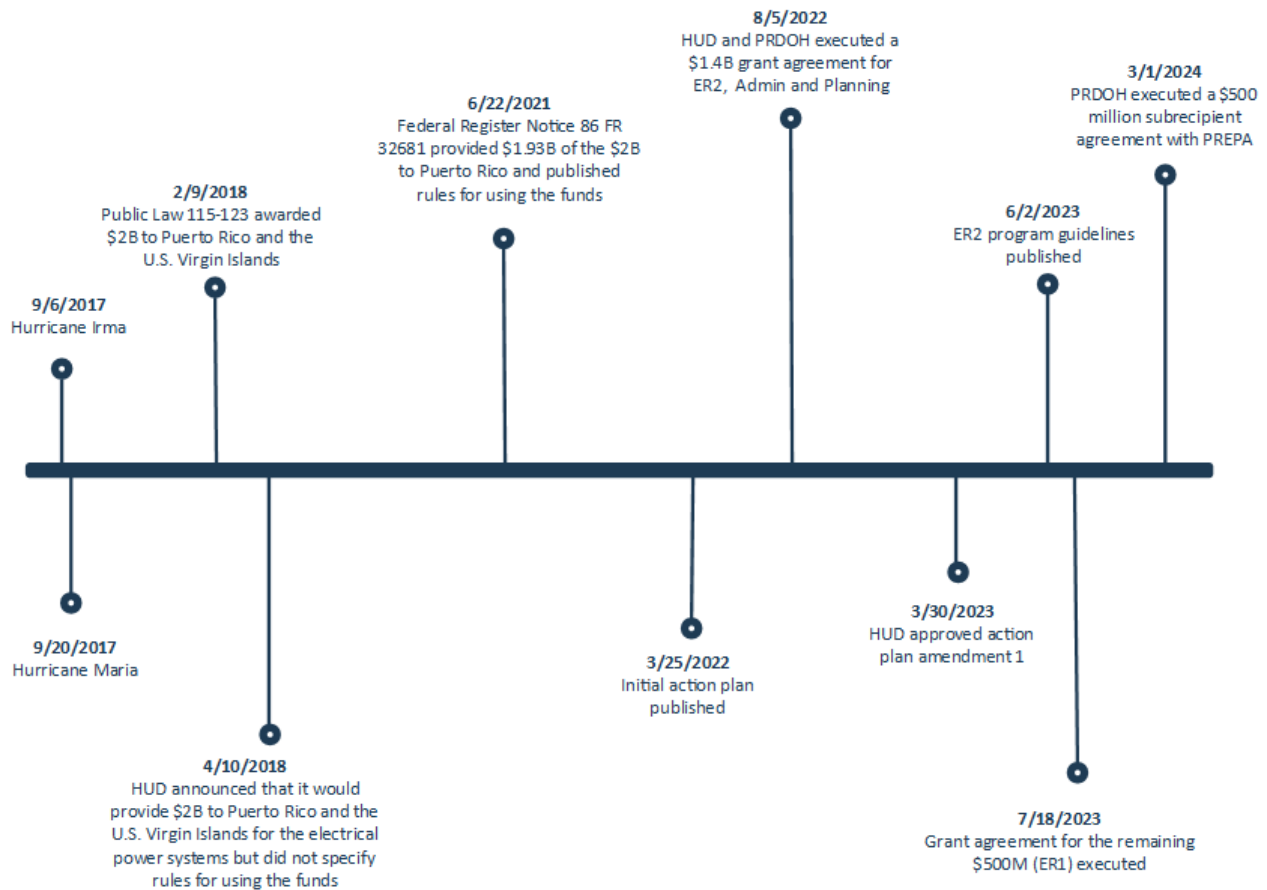 9/6/2017
Hurricane Irma
9/20/2017
Hurricane Maria
2/9/2018
Public Law 115-123 awarded
$2B to Puerto Rico and the
U.S. Virgin Islands
4/10/2018
HUD announced that it would
provide $2B to Puerto Rico and the
U.S. Virgin Islands for the electrical
power systems but did not specify
rules for using the funds
6/22/2021
Federal Register Notice 86 FR
32681 provided $1.93B of the $2B
to Puerto Rico and published
rules for using the funds
3/25/2022
Initial action plan
published
8/5/2022
HUD and PRDOH executed a
$1.4B grant agreement for
ER2, Admin and Planning
3/30/2023
HUD approved action
plan amendment 1
6/2/2023
ER2 program guidelines
published
7/18/2023
Grant agreement for the remaining
$500M (ER1) executed
3/1/2024
PRDOH executed a $500
million subrecipient
agreement with PREPA